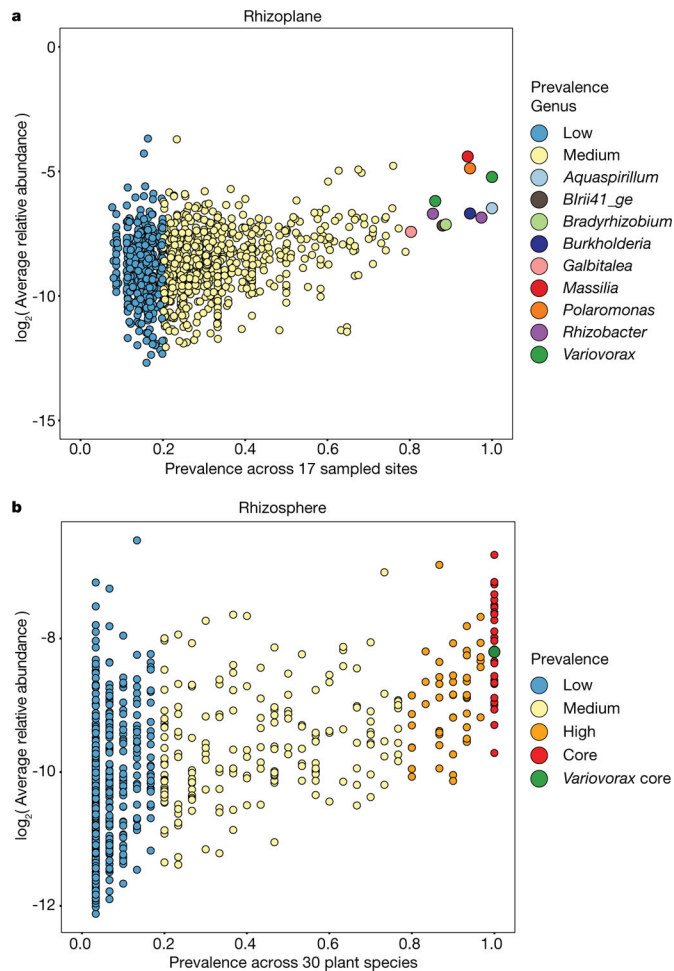 a
Rhizoplane
0
-5
-10
-15
log2( Average relative abundance )
0.0 0.2 0.4 0.6 0.8 1.0
Prevalence across 17 sampled sites
Prevalence
Genus
Low
Medium
Aquaspirillum
BIrii41_ge
Bradyrhizobium
Burkholderia
Galbitalea
Massilia
Polaromonas
Rhizobacter
Variovorax
b
Rhizosphere
-8
-10
-12
log2( Average relative abundance )
0.0 0.2 0.4 0.6 0.8 1.0
Prevalence across 30 plant species
Prevalence
Low
Medium
High
Core
Variovorax core